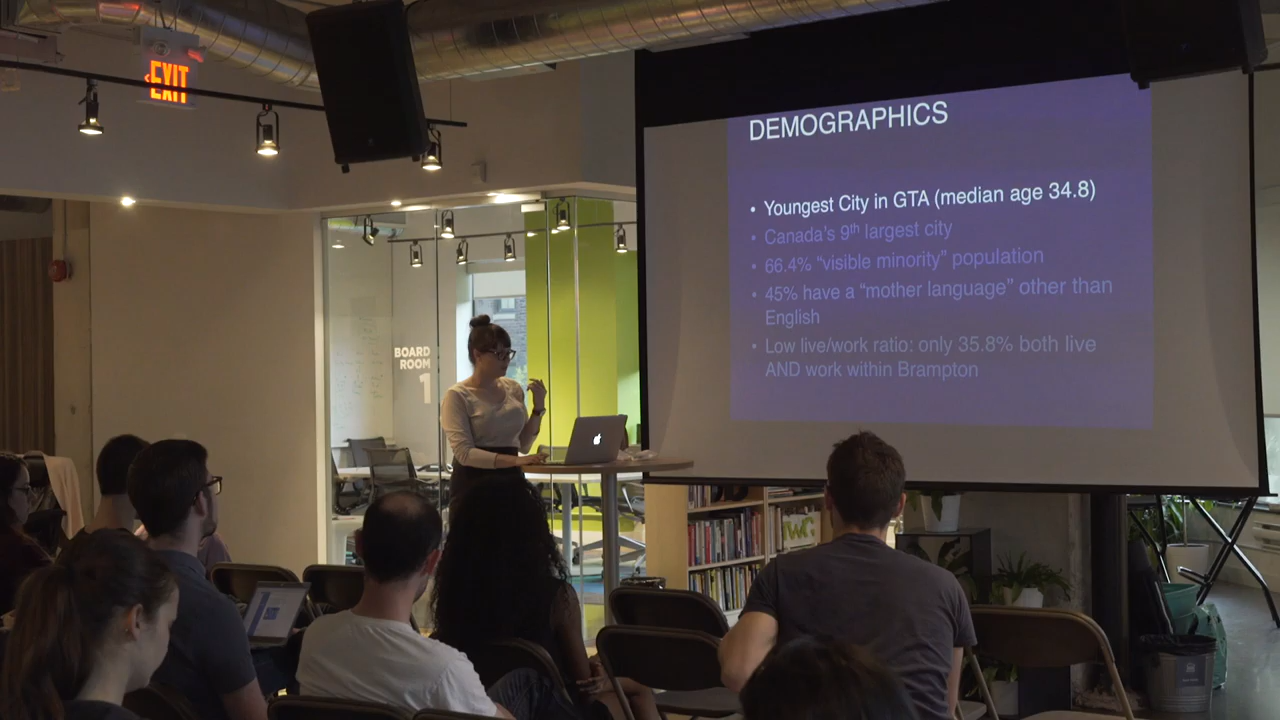 EXIT
DEMOGRAPHICS
• Youngest City in GTA (median age 34.8)
• Canada's 9th largest city
• 66.4% “visible minority” population
• 45% have a “mother language” other than
English
• Low live/work ratio: only 35.8% both live
AND work within Brampton
BOARD
ROOM
1